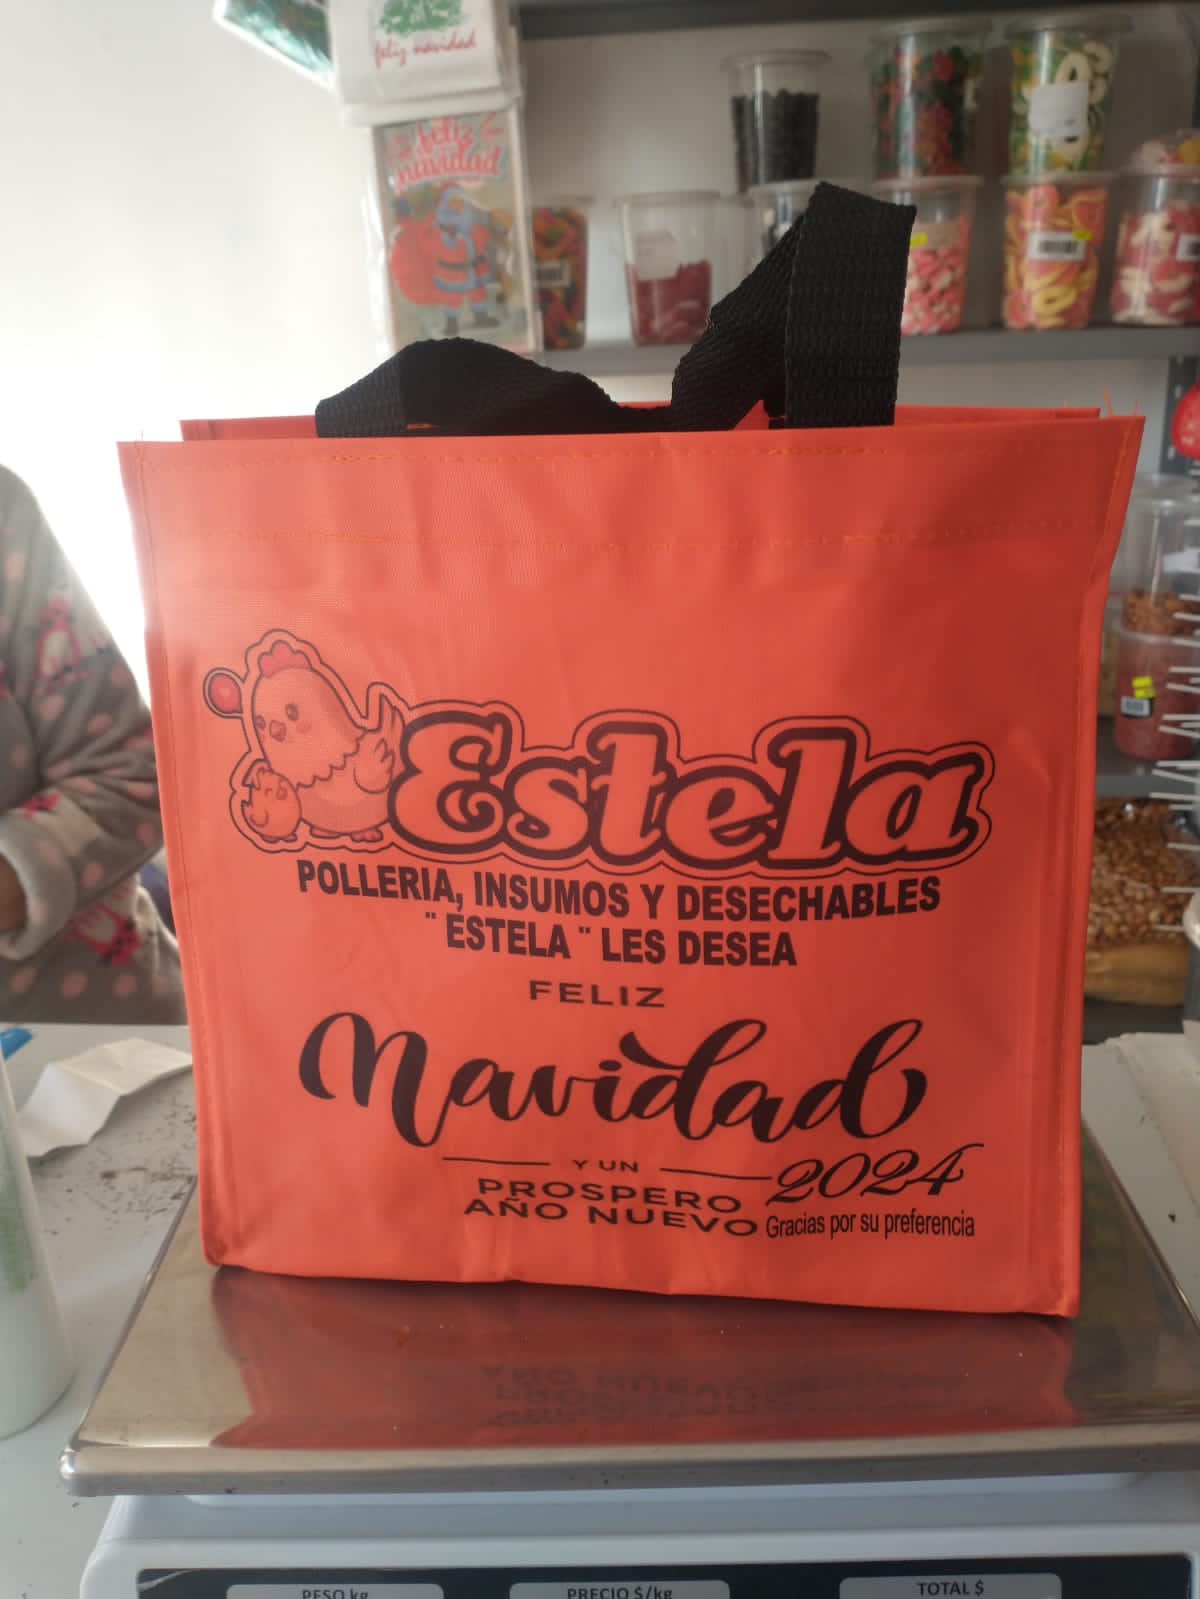 feliz navidad
feliz
navidad
Estela
POLLERIA, INSUMOS Y DESECHABLES
¨ ESTELA ¨ LES DESEA
FELIZ
Navidad
Y UN
PROSPERO
AÑO NUEVO
2024
Gracias por su preferencia
PESO kg
PRECIO $/kg
TOTAL $